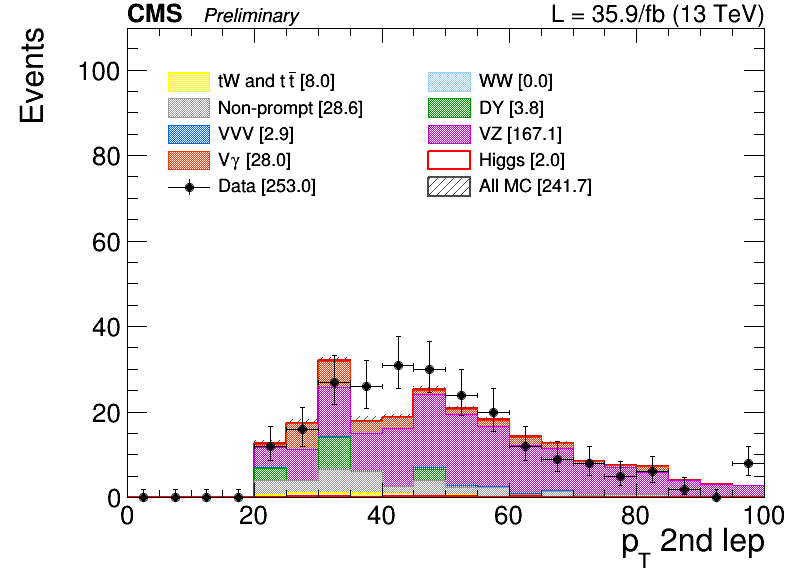 CMS Preliminary L = 35.9/fb (13 TeV)
Events
100
80
60
40
20
0
tW and t t̅ [8.0]
Non-prompt [28.6]
VVV [2.9]
Vγ [28.0]
Data [253.0]
WW [0.0]
DY [3.8]
VZ [167.1]
Higgs [2.0]
All MC [241.7]
0 20 40 60 80 100
p_T 2nd lep